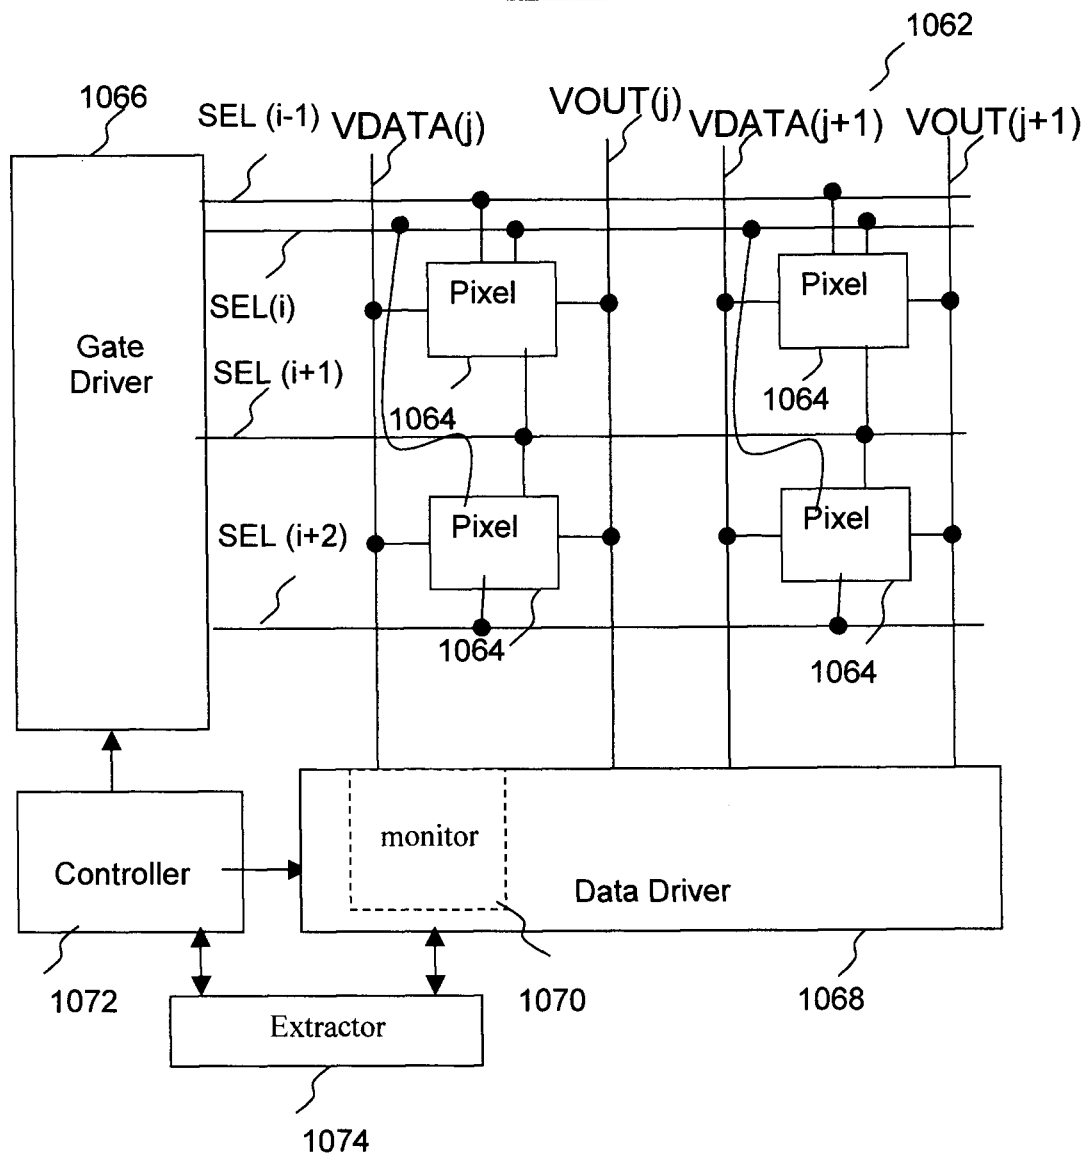 1062
1066
SEL (i-1)
VDATA(j)
VOUT(j)
VDATA(j+1)
VOUT(j+1)
Pixel
Pixel
SEL(i)
Gate
Driver
SEL (i+1)
1064
1064
Pixel
Pixel
SEL (i+2)
1064
1064
monitor
Controller
Data Driver
1072
1070
1068
Extractor
1074